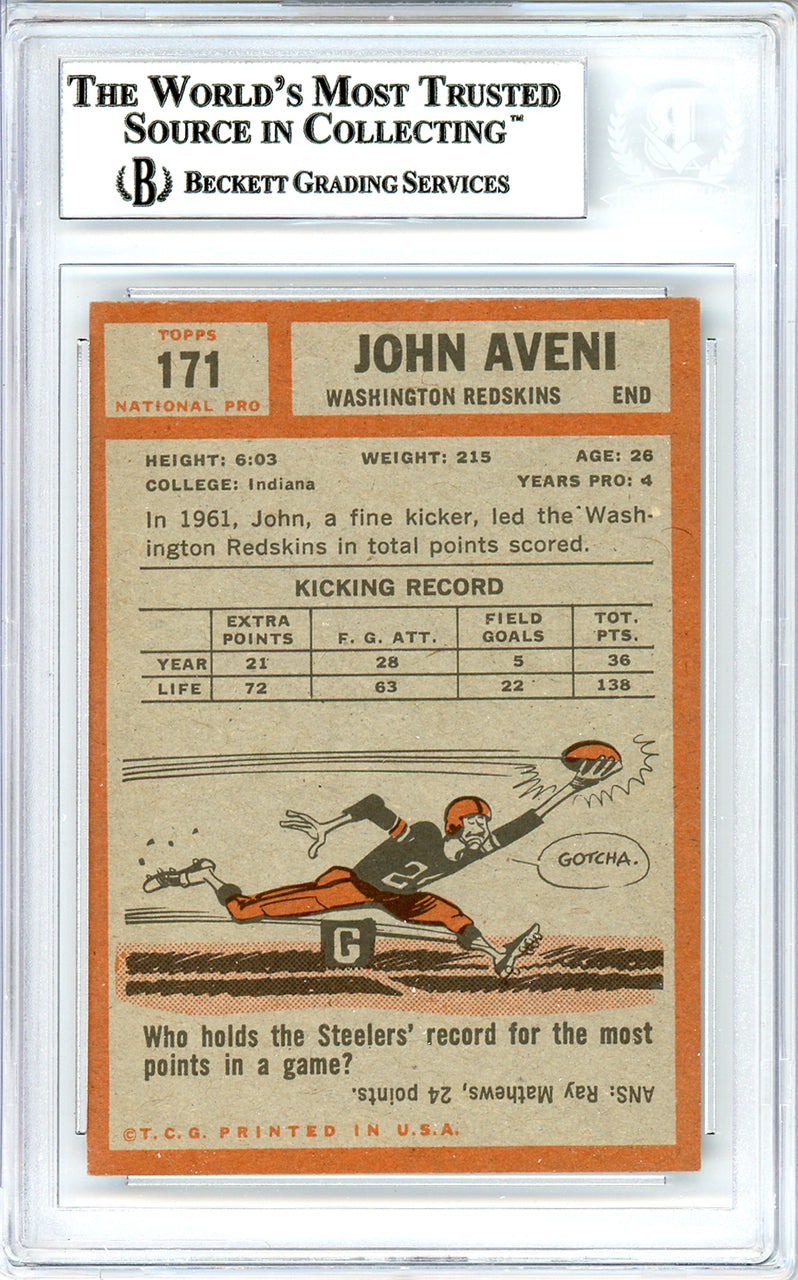 THE WORLD'S MOST TRUSTED
SOURCE IN COLLECTING™
B BECKETT GRADING SERVICES
TOPPS
171
NATIONAL PRO
JOHN AVENI
WASHINGTON REDSKINS END
HEIGHT: 6:03 WEIGHT: 215 AGE: 26
COLLEGE: Indiana YEARS PRO: 4
In 1961, John, a fine kicker, led the Wash-
ington Redskins in total points scored.
KICKING RECORD
EXTRA POINTS F. G. ATT. FIELD GOALS TOT. PTS.
YEAR 21 28 5 36
LIFE 72 63 22 138
2
GOTCHA.
G
Who holds the Steelers' record for the most
points in a game?
ANS: Ray Mathews, 24 points.
©T.C.G. PRINTED IN U.S.A.